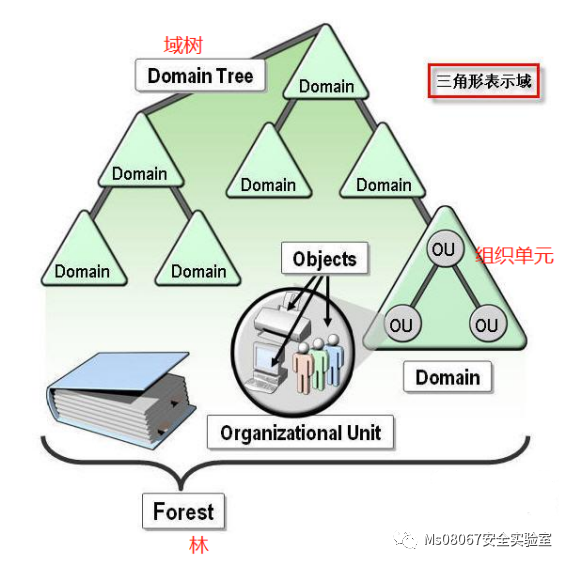 域树
Domain Tree
Domain
三角形表示域
Domain
Domain
Domain
Domain
Domain
Objects
OU
组织单元
OU
OU
Domain
Organizational Unit
Forest
林
Ms08067安全实验室